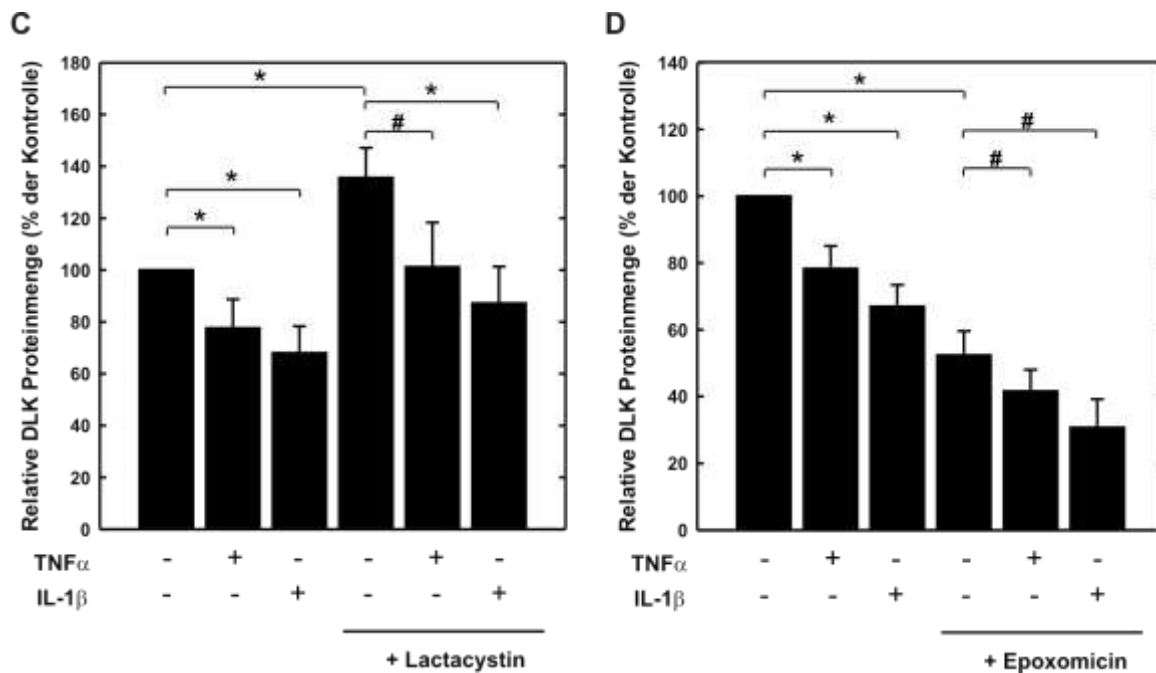 C
Relative DLK Proteinmenge (% der Kontrolle)
180
160
140
120
100
80
60
40
20
0
* * # * *
TNFα - + - - + -
IL-1β - - + - - +
+ Lactacystin
D
Relative DLK Proteinmenge (% der Kontrolle)
140
120
100
80
60
40
20
0
* * * # #
TNFα - + - - + -
IL-1β - - + - - +
+ Epoxomicin